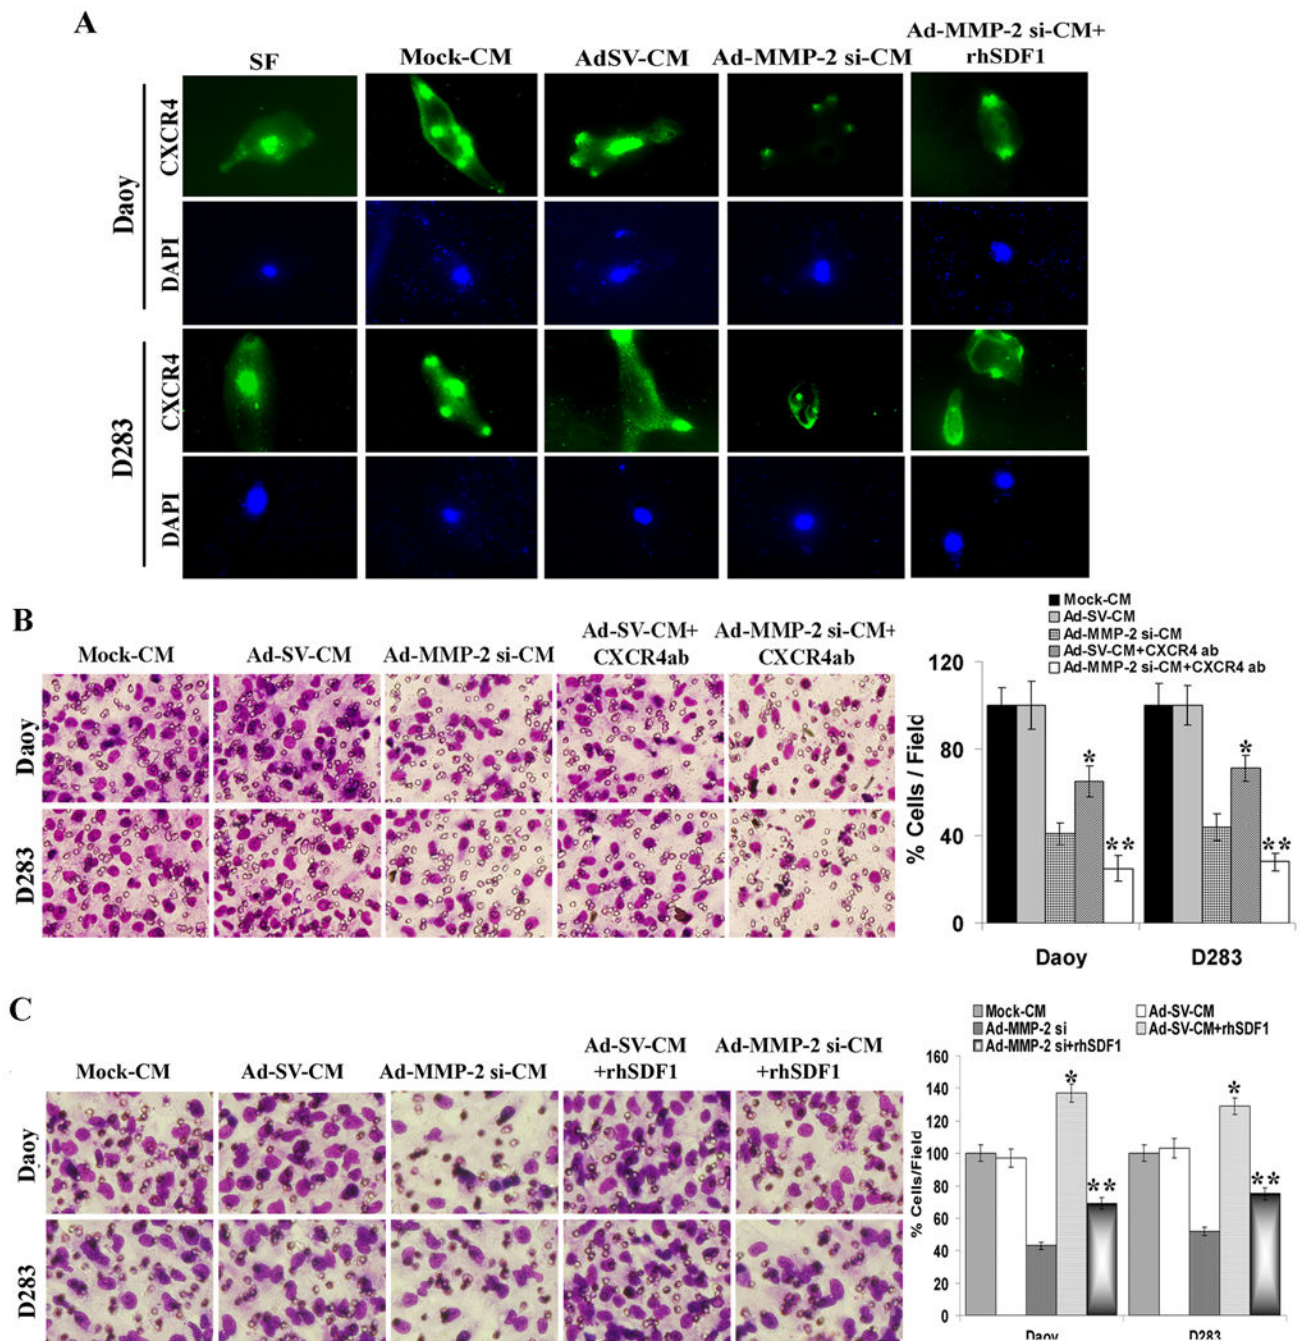 A
SF
Mock-CM
AdSV-CM
Ad-MMP-2 si-CM
Ad-MMP-2 si-CM+
rhSDF1
Daoy
CXCR4
DAPI
D283
CXCR4
DAPI
B
Mock-CM
Ad-SV-CM
Ad-MMP-2 si-CM
Ad-SV-CM+
CXCR4ab
Ad-MMP-2 si-CM+
CXCR4ab
Daoy
D283
Mock-CM
Ad-SV-CM
Ad-MMP-2 si-CM
Ad-SV-CM+CXCR4 ab
Ad-MMP-2 si-CM+CXCR4 ab
% Cells / Field
120
80
40
0
*
**
*
**
Daoy
D283
C
Mock-CM
Ad-SV-CM
Ad-MMP-2 si-CM
Ad-SV-CM
+rhSDF1
Ad-MMP-2 si-CM
+rhSDF1
Daoy
D283
Mock-CM
Ad-SV-CM
Ad-MMP-2 si
Ad-SV-CM+rhSDF1
Ad-MMP-2 si+rhSDF1
% Cells/Field
160
140
120
100
80
60
40
20
0
*
**
*
**
Daoy
D283